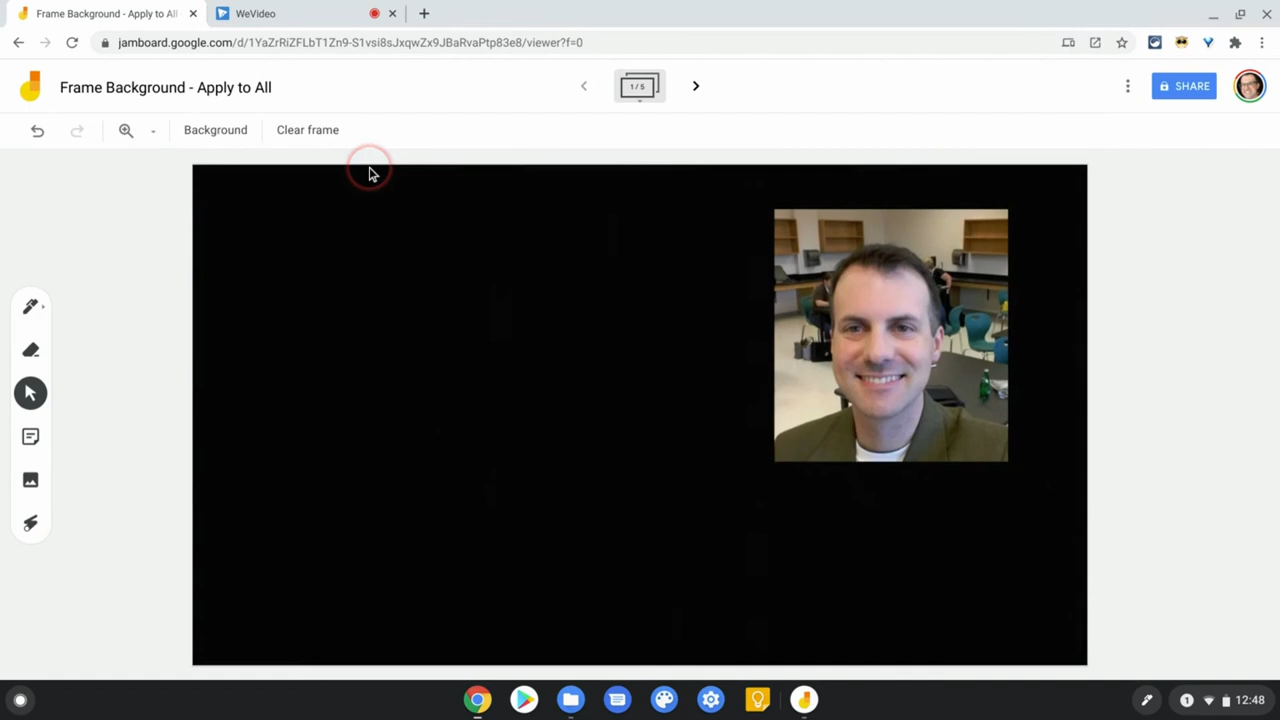 Frame Background - Apply to All
WeVideo
jamboard.google.com/d/1YaZrRiZFLbT1Zn9-S1vsi8sJxqwZx9JBaRvaPtp83e8/viewer?f=0
Frame Background - Apply to All
1 / 5
SHARE
Background
Clear frame
1
12:48